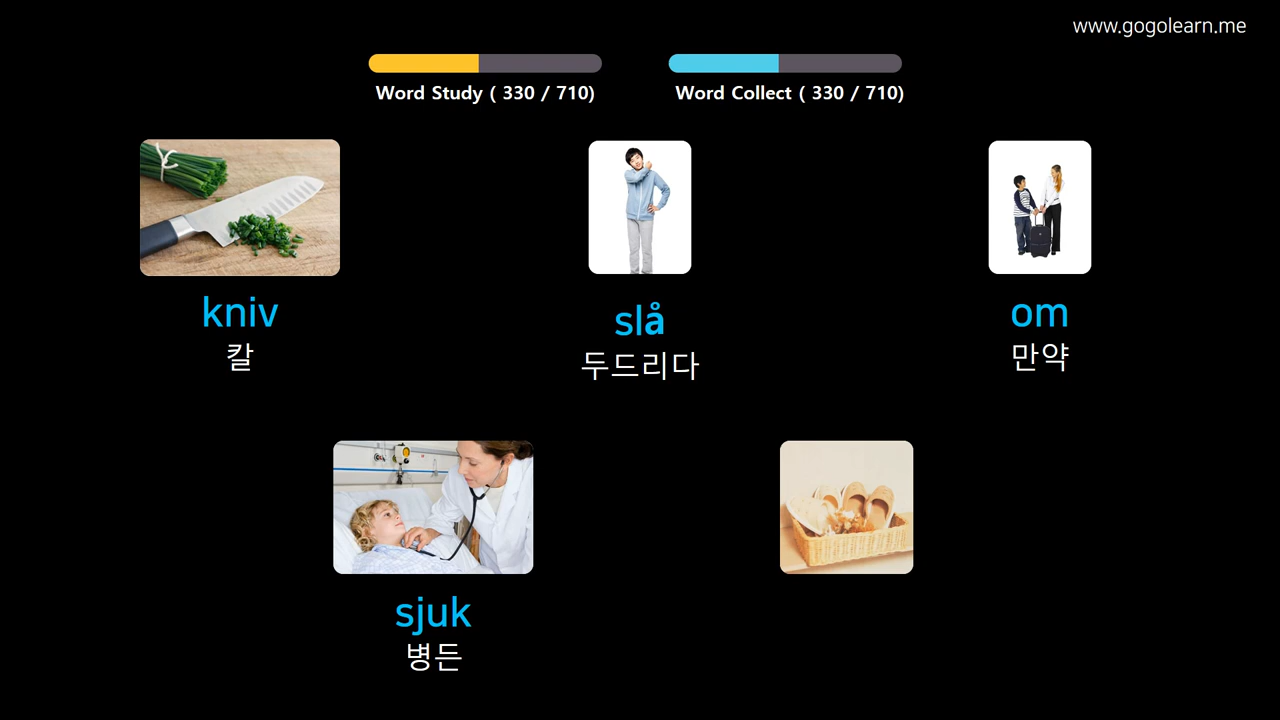 www.gogolearn.me
Word Study ( 330 / 710)
Word Collect ( 330 / 710)
kniv
칼
slå
두드리다
om
만약
sjuk
병든